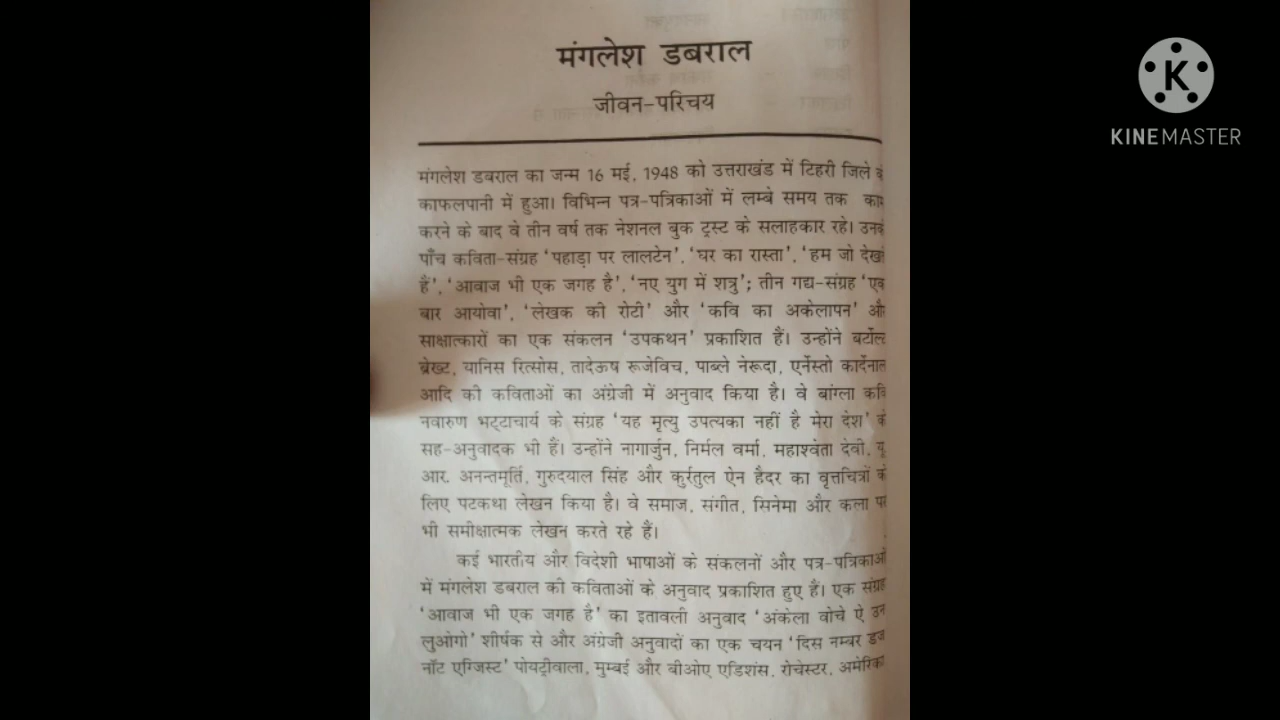 मंगलेश डबराल
जीवन-परिचय
KINEMASTER
मंगलेश डबराल का जन्म 16 मई, 1948 को उत्तराखंड में टिहरी जिले
काफलपानी में हुआ। विभिन्न पत्र-पत्रिकाओं में लम्बे समय तक
करने के बाद वे तीन वर्ष तक नेशनल बुक ट्रस्ट के सलाहकार रहे।
पाँच कविता-संग्रह 'पहाड़ा पर लालटेन', 'घर का रास्ता', 'हम जो
हैं', 'आवाज भी एक जगह है', 'नए युग में शत्रु'; तीन गद्य-संग्रह
बार आयोवा', 'लेखक की रोटी' और 'कवि का अकेलापन'
साक्षात्कारों का एक संकलन 'उपकथन' प्रकाशित हैं। उन्होंने
ब्रेख्ट, यानिस रित्सोस, तादेऊष रूजेविच, पाब्ले नेरूदा, एर्नेस्तो
आदि की कविताओं का अंग्रेजी में अनुवाद किया है। वे बांग्ला
नवारुण भट्टाचार्य के संग्रह 'यह मृत्यु उपत्यका नहीं है मेरा देश'
सह-अनुवादक भी हैं। उन्होंने नागार्जुन, निर्मल वर्मा, महाश्वेता देवी, यू.
आर. अनन्तमूर्ति, गुरुदयाल सिंह और कुर्रतुल ऐन हैदर का वृत्तचित्रों
लिए पटकथा लेखन किया है। वे समाज, संगीत, सिनेमा और कला
भी समीक्षात्मक लेखन करते रहे हैं।
कई भारतीय और विदेशी भाषाओं के संकलनों और पत्र-पत्रिकाओं
में मंगलेश डबराल की कविताओं के अनुवाद प्रकाशित हुए हैं। एक संग्रह
'आवाज भी एक जगह है' का इतावली अनुवाद 'अंकेला वोचे ऐ
लुओगो' शीर्षक से और अंग्रेजी अनुवादों का एक चयन 'दिस नम्बर
नॉट एग्जिस्ट' पोयट्रीवाला, मुम्बई और बीओए एडिशंस, रोचेस्टर, अमेरिका